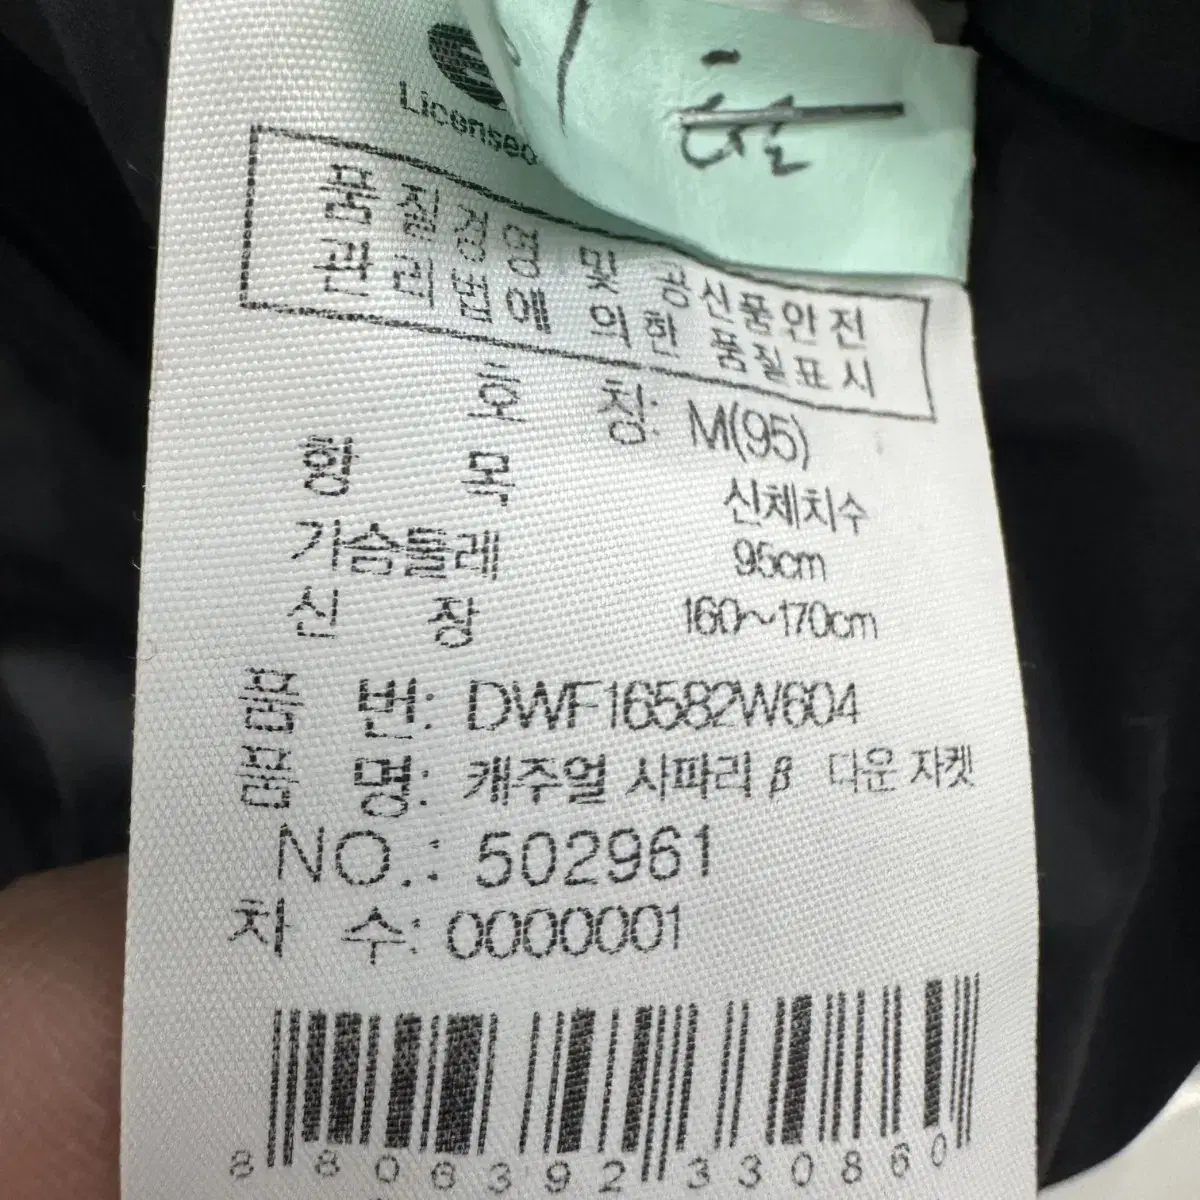 Licensed
품질경영 및 공산품안전
관리법에 의한 품질표시
호 칭: M(95)
항 목 신체치수
가슴둘레 95cm
신 장 160~170cm
품 번: DWF16582W604
품 명: 캐주얼 사파리 β 다운 자켓
NO.: 502961
차 수: 0000001
8 806392 330860